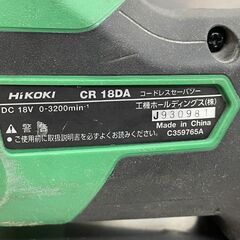 HiKOKI CR 18DA コードレスセーバソー
DC 18V 0-3200min⁻¹ 工機ホールディングス(株)
⚠ 警告 J930981
●ご使用前に取扱説明書を必ずお読みください。 Made in China
C359765A